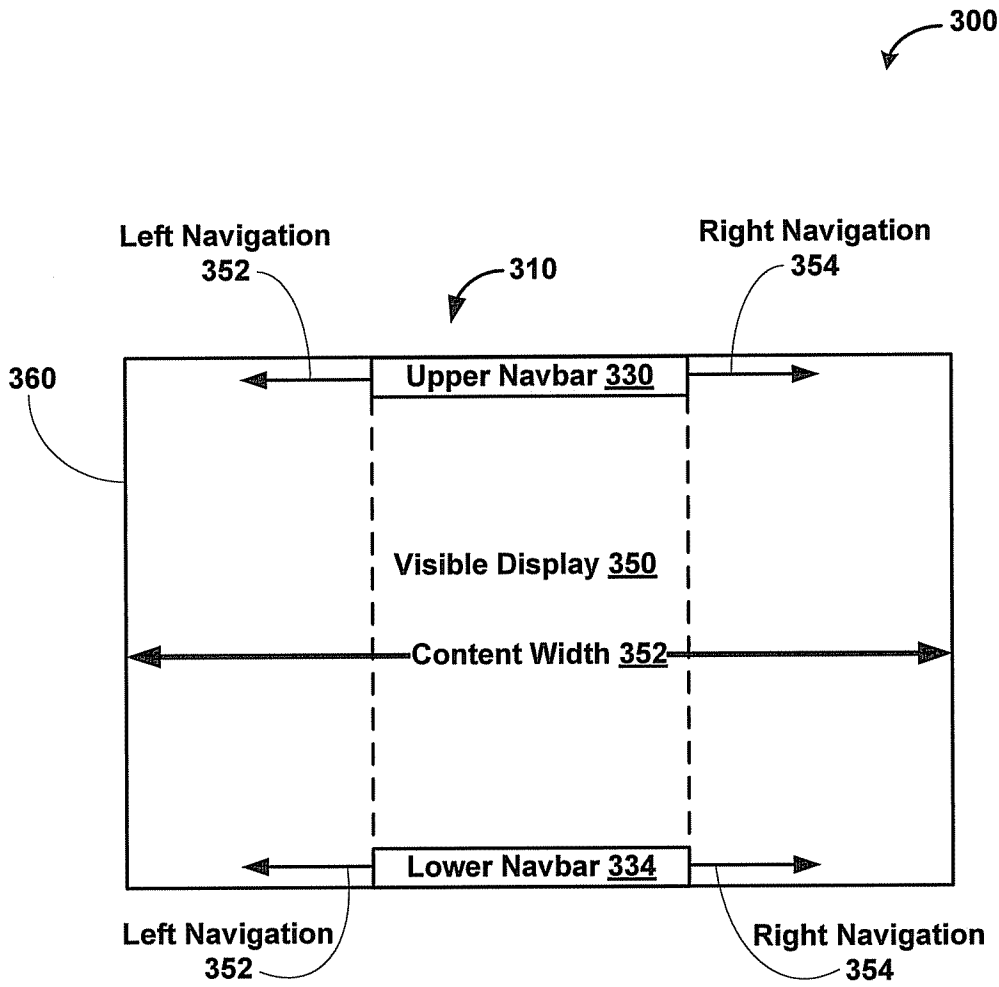 300
Left Navigation
352
Right Navigation
354
310
360
Upper Navbar 330
Visible Display 350
Content Width 352
Lower Navbar 334
Left Navigation
352
Right Navigation
354